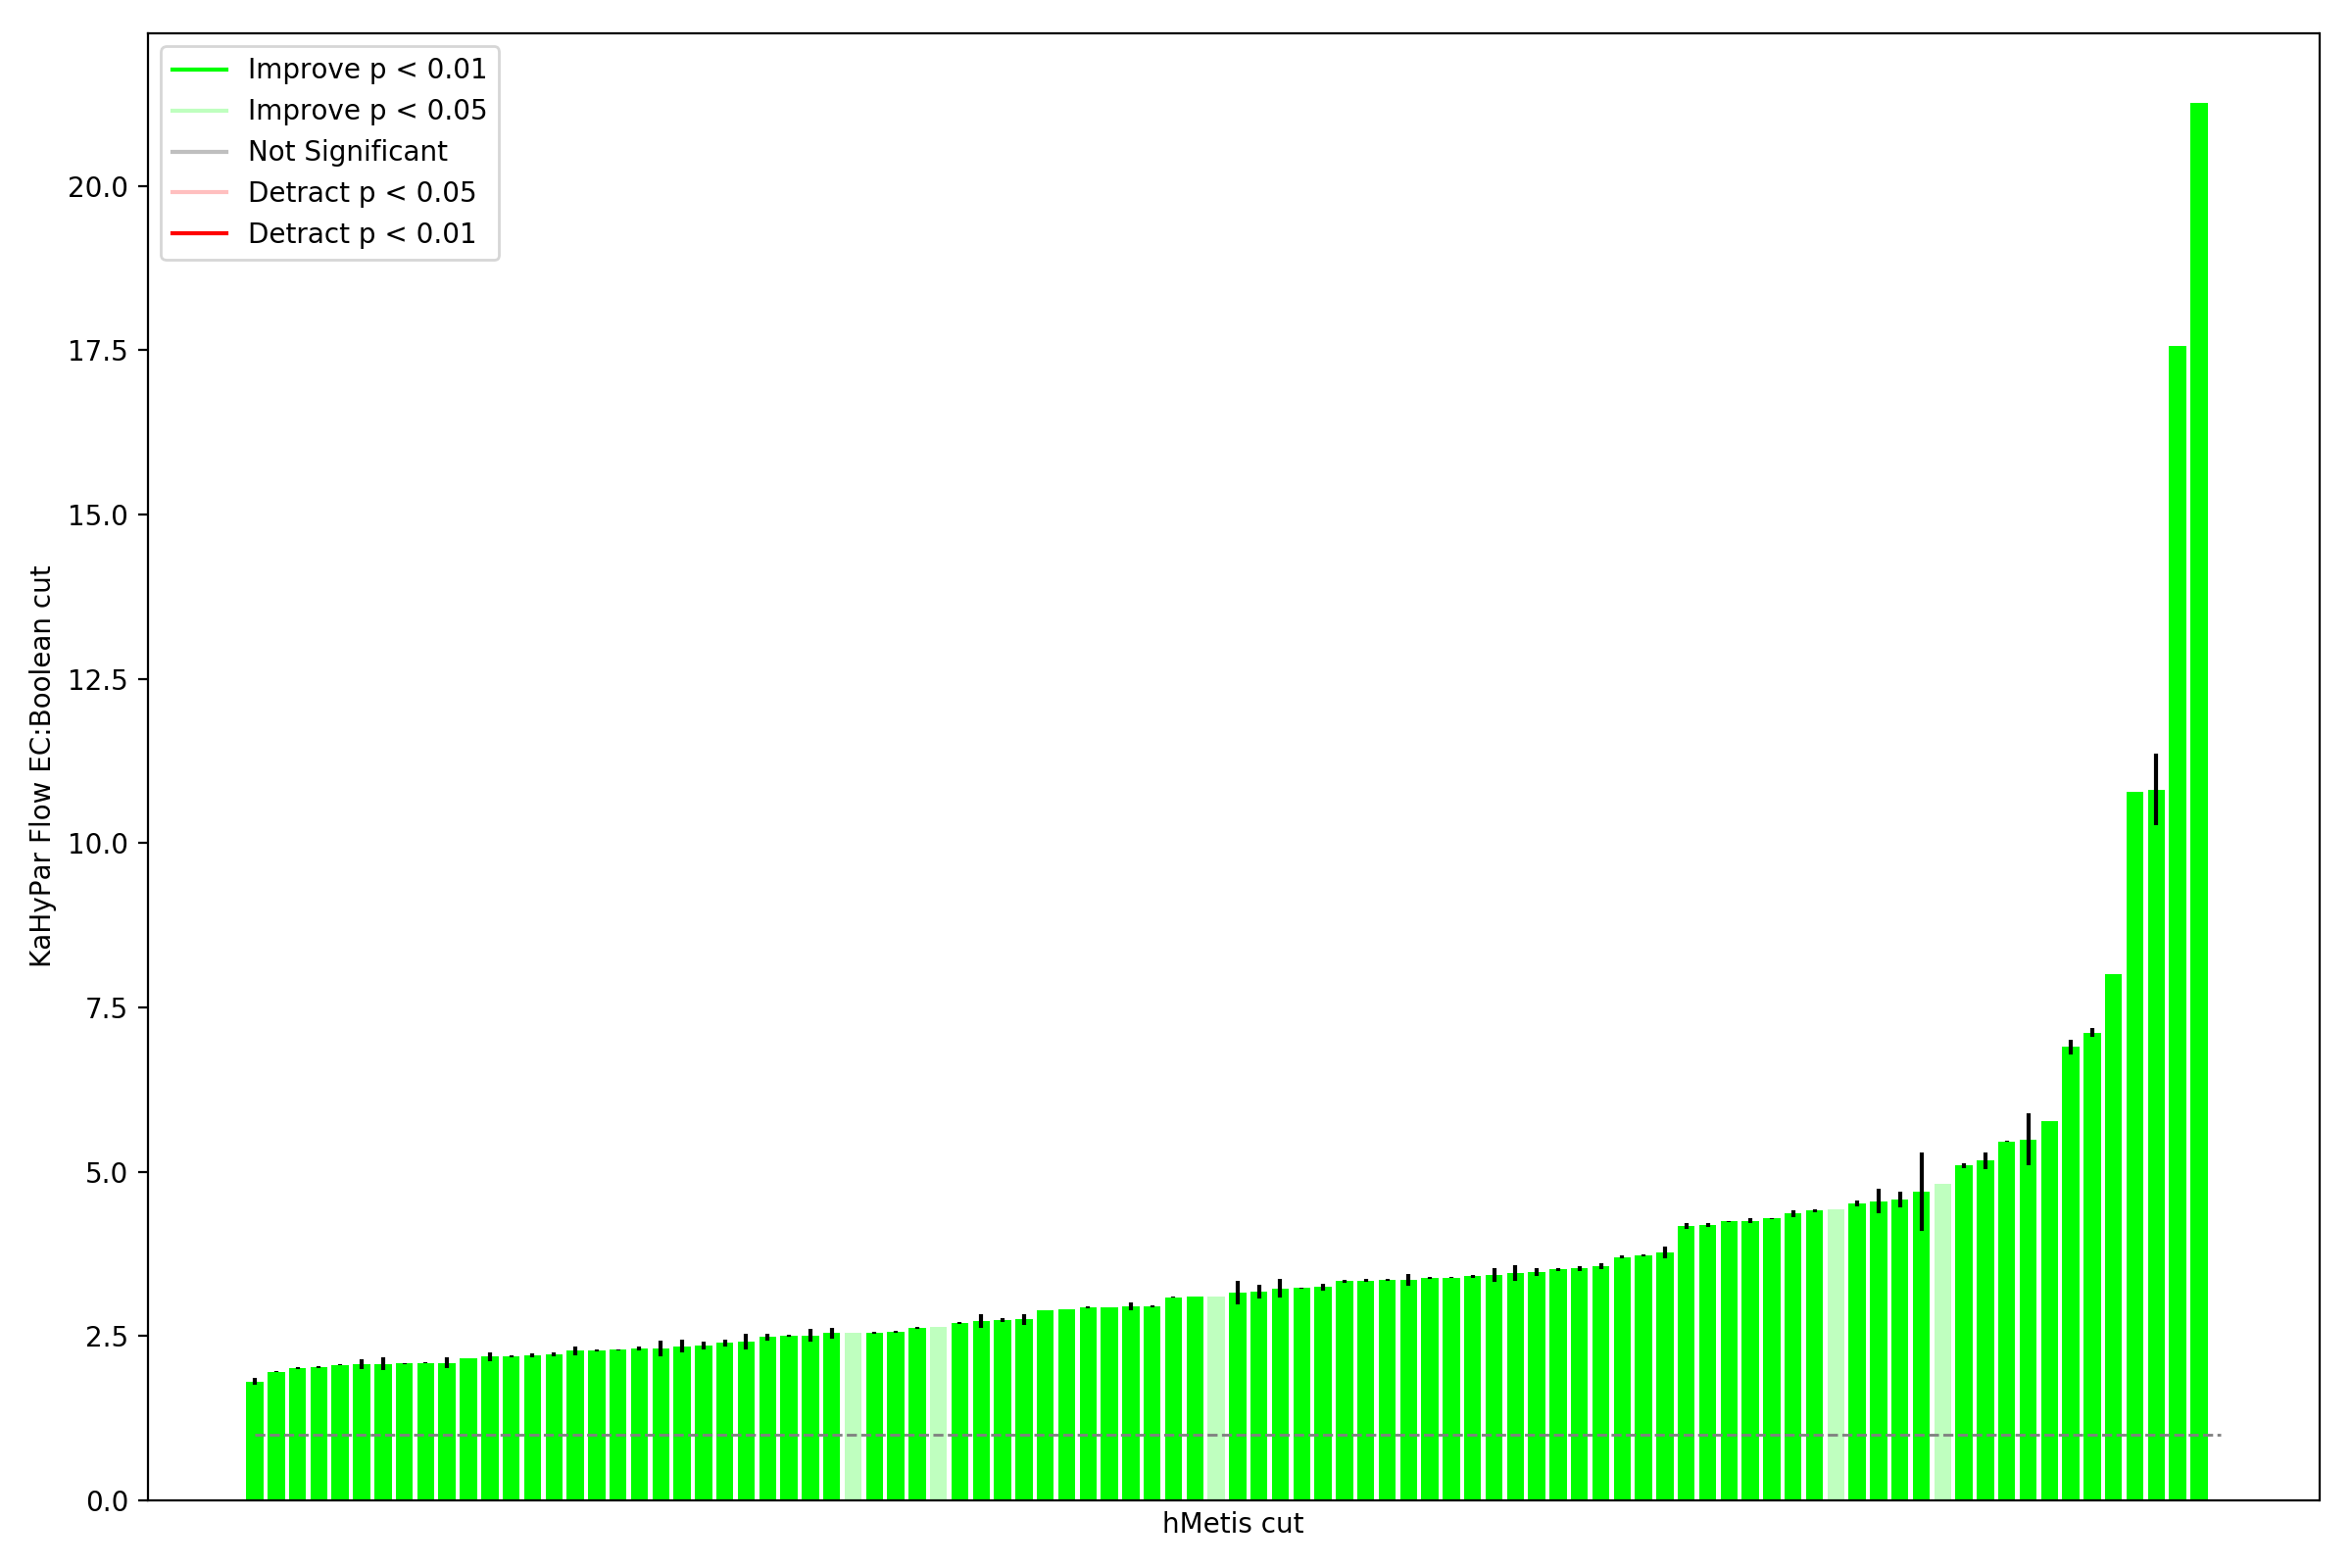 Improve p < 0.01
Improve p < 0.05
Not Significant
Detract p < 0.05
Detract p < 0.01
20.0
17.5
15.0
12.5
10.0
7.5
5.0
2.5
0.0
KaHyPar Flow EC:Boolean cut
hMetis cut